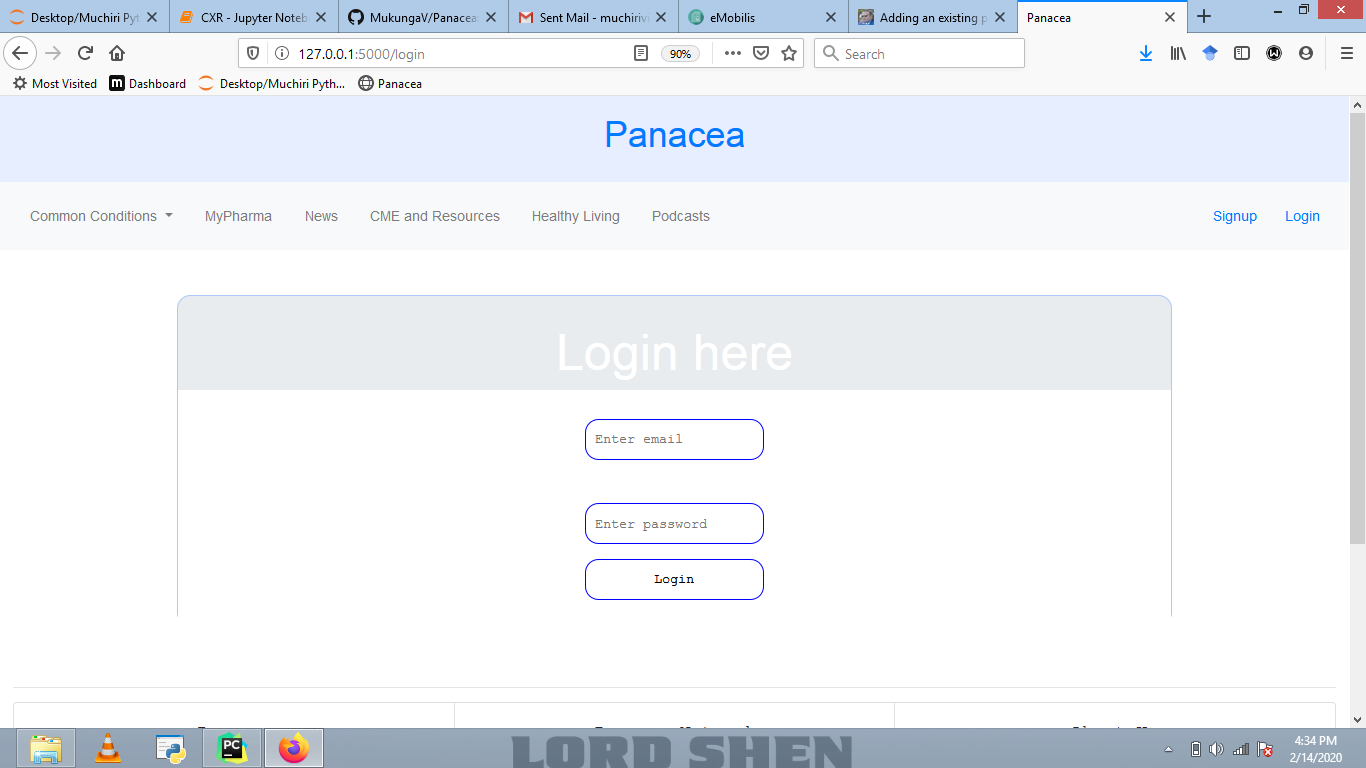 Desktop/Muchiri Pyt
CXR - Jupyter Noteb
MukungaV/Panacea
Sent Mail - muchirivi
eMobilis
Adding an existing p
Panacea
127.0.0.1:5000/login
90%
Search
Most Visited
Dashboard
Desktop/Muchiri Pyth...
Panacea
Panacea
Common Conditions
MyPharma
News
CME and Resources
Healthy Living
Podcasts
Signup
Login
Login here
Enter email
Enter password
Login
LORD SHEN
4:34 PM
2/14/2020